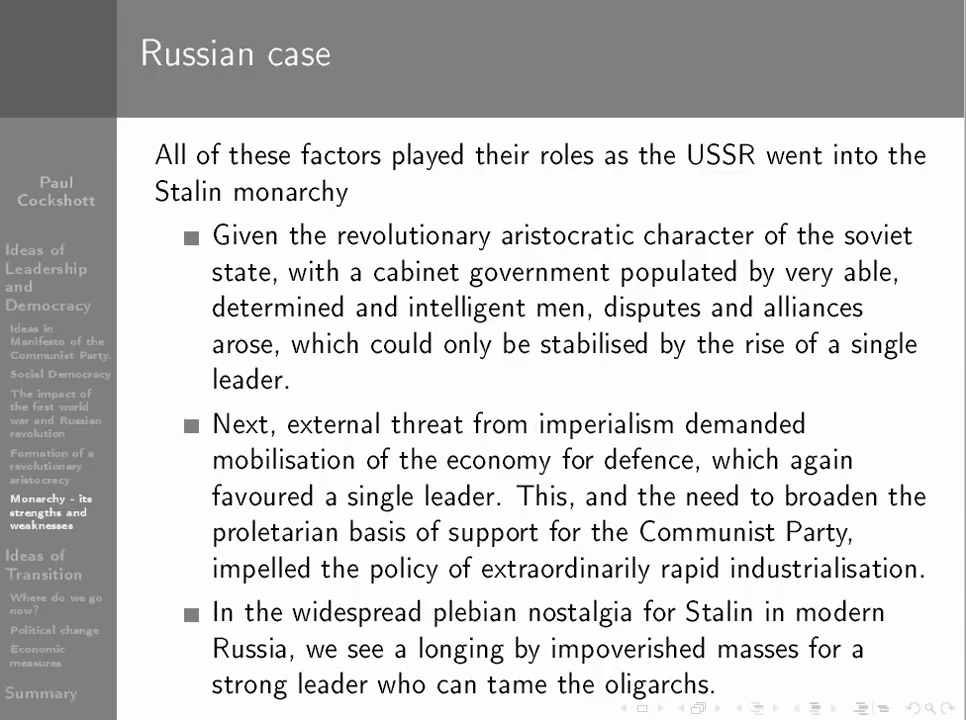 Russian case
Paul
Cockshott
Ideas of
Leadership
and
Democracy
Ideas in
Manifesto of the
Communist Party.
Social Democracy
The impact of
the first world
war and Russian
revolution
Formation of a
revolutionary
aristocracy
Monarchy - its
strengths and
weaknesses
Ideas of
Transition
Where do we go
now?
Political change
Economic
measures
Summary
All of these factors played their roles as the USSR went into the
Stalin monarchy
Given the revolutionary aristocratic character of the soviet
state, with a cabinet government populated by very able,
determined and intelligent men, disputes and alliances
arose, which could only be stabilised by the rise of a single
leader.
Next, external threat from imperialism demanded
mobilisation of the economy for defence, which again
favoured a single leader. This, and the need to broaden the
proletarian basis of support for the Communist Party,
impelled the policy of extraordinarily rapid industrialisation.
In the widespread plebian nostalgia for Stalin in modern
Russia, we see a longing by impoverished masses for a
strong leader who can tame the oligarchs.